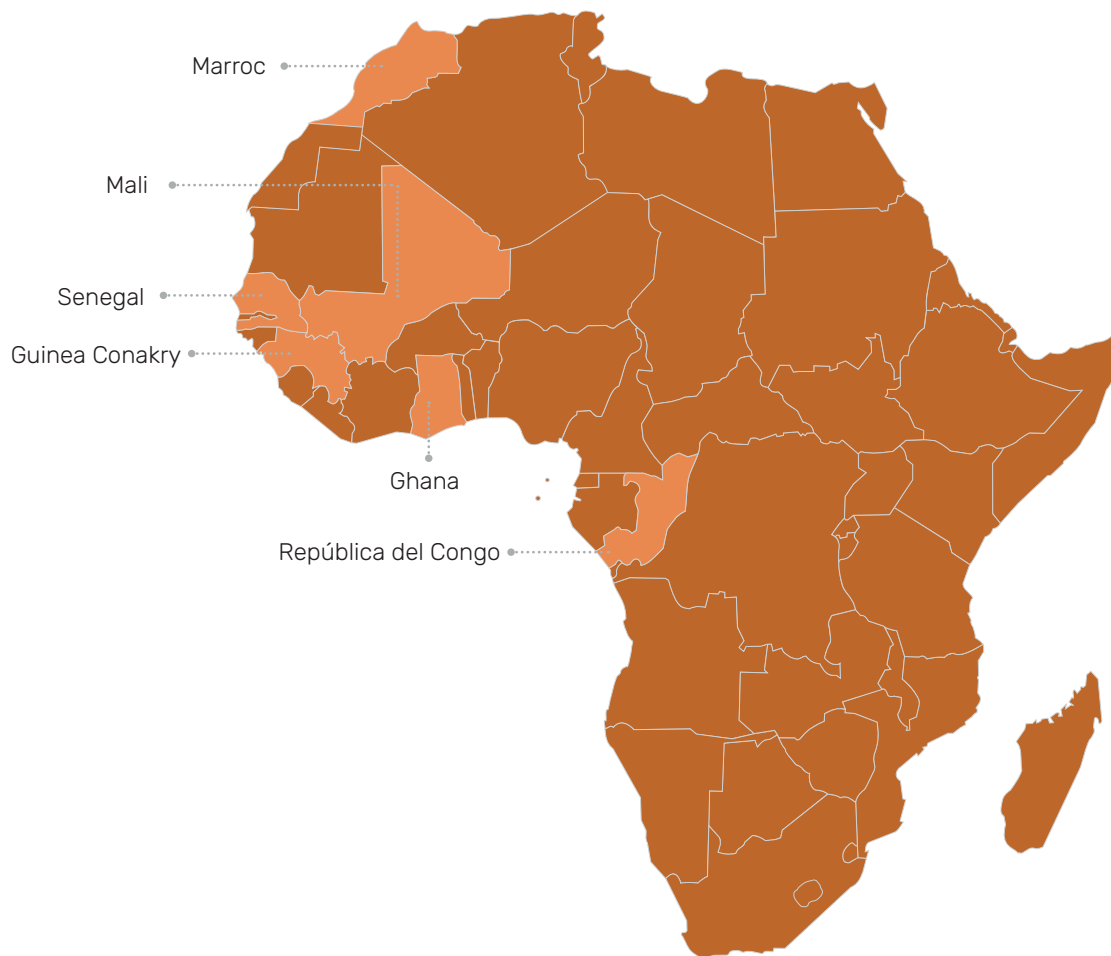 Marroc
Mali
Senegal
Guinea Conakry
Ghana
República del Congo